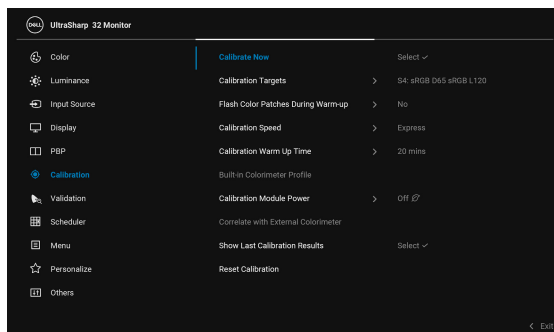 DELL UltraSharp 32 Monitor
Color
Luminance
Input Source
Display
PBP
Calibration
Validation
Scheduler
Menu
Personalize
Others
Calibrate Now Select
Calibration Targets S4: sRGB D65 sRGB L120
Flash Color Patches During Warm-up No
Calibration Speed Express
Calibration Warm Up Time 20 mins
Built-in Colorimeter Profile
Calibration Module Power Off
Correlate with External Colorimeter
Show Last Calibration Results Select
Reset Calibration
Exit